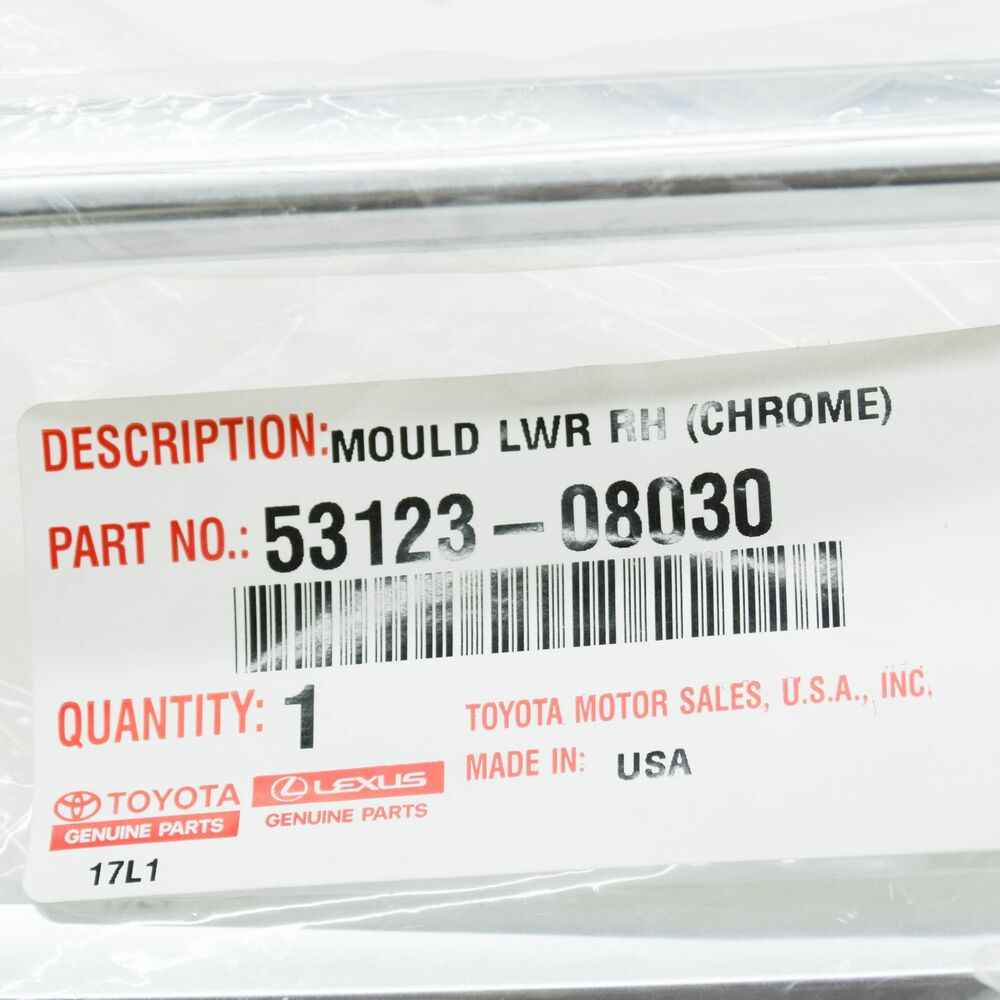 DESCRIPTION: MOULD LWR RH (CHROME)
PART NO.: 53123-08030
QUANTITY: 1
TOYOTA MOTOR SALES, U.S.A., INC.
MADE IN: USA
TOYOTA
GENUINE PARTS
LEXUS
GENUINE PARTS
17L1